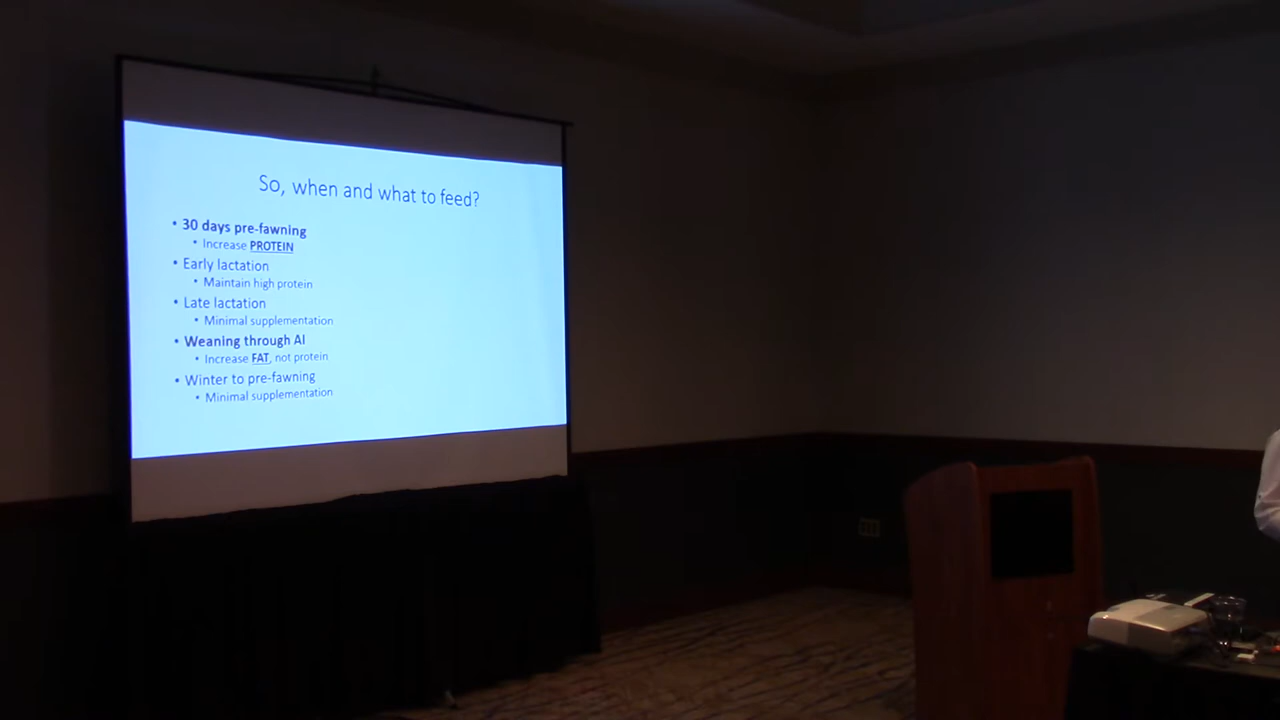 So, when and what to feed?
• 30 days pre-fawning
• Increase PROTEIN
• Early lactation
• Maintain high protein
• Late lactation
• Minimal supplementation
• Weaning through AI
• Increase FAT, not protein
• Winter to pre-fawning
• Minimal supplementation